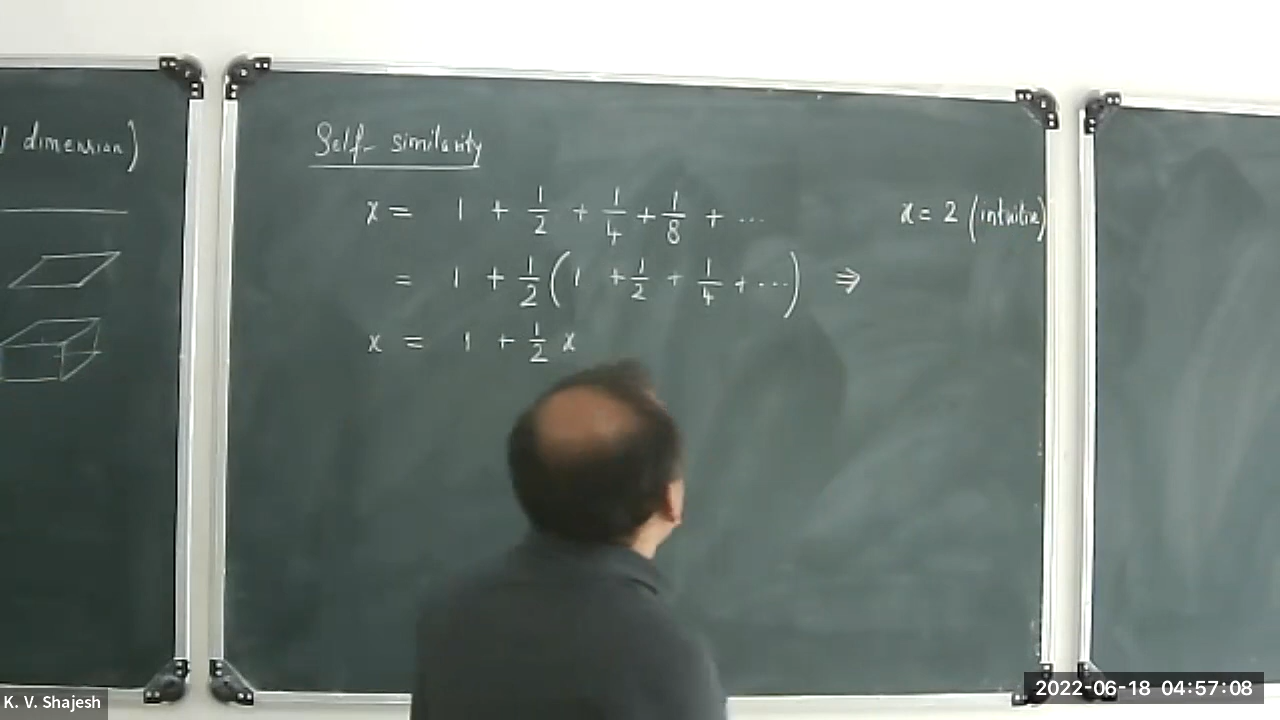 dimension)
Self-similarity
x = 1 + 1/2 + 1/4 + 1/8 + ...
x = 2 (intuitive)
= 1 + 1/2 (1 + 1/2 + 1/4 + ...) ⇒
x = 1 + 1/2 x
K. V. Shajesh
2022-06-18 04:57:08